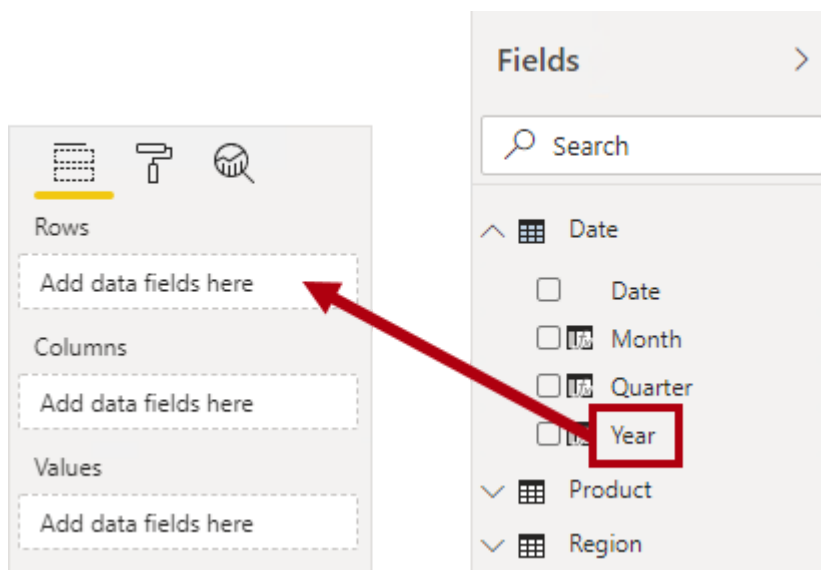 Rows
Add data fields here
Columns
Add data fields here
Values
Add data fields here
Fields
Search
Date
Date
Month
Quarter
Year
Product
Region